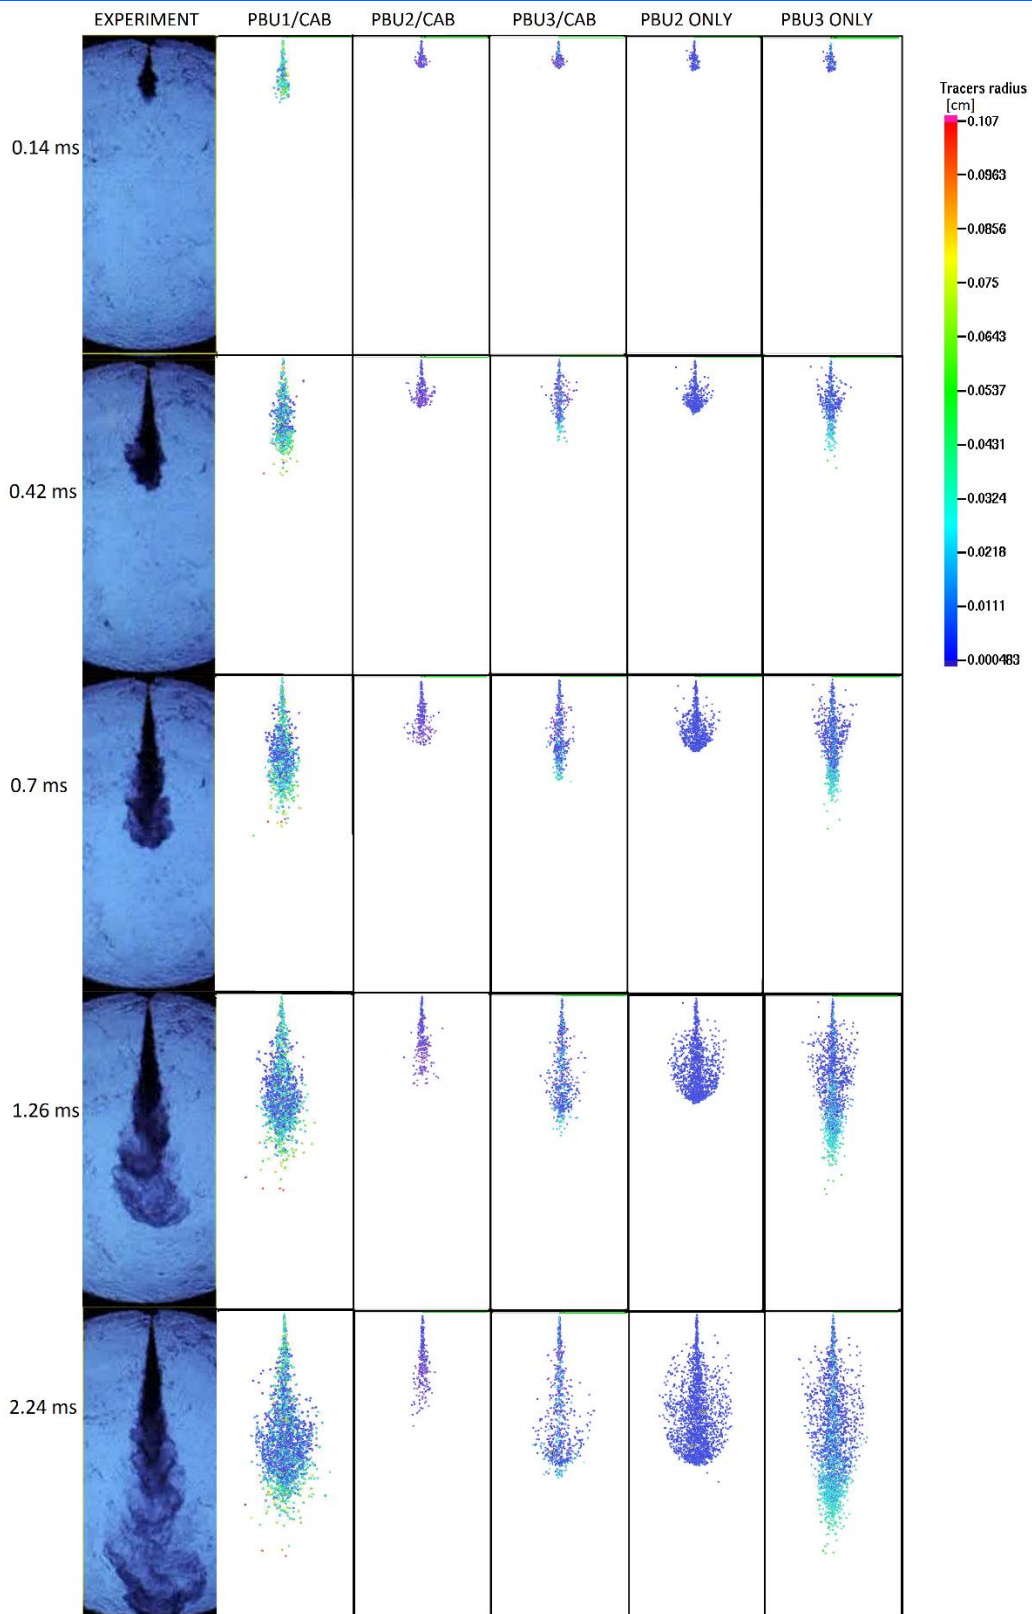 EXPERIMENT PBU1/CAB PBU2/CAB PBU3/CAB PBU2 ONLY PBU3 ONLY
Tracers radius
[cm]
0.107
0.0963
0.0856
0.075
0.0643
0.0537
0.0431
0.0324
0.0218
0.0111
0.000483
0.14 ms
0.42 ms
0.7 ms
1.26 ms
2.24 ms